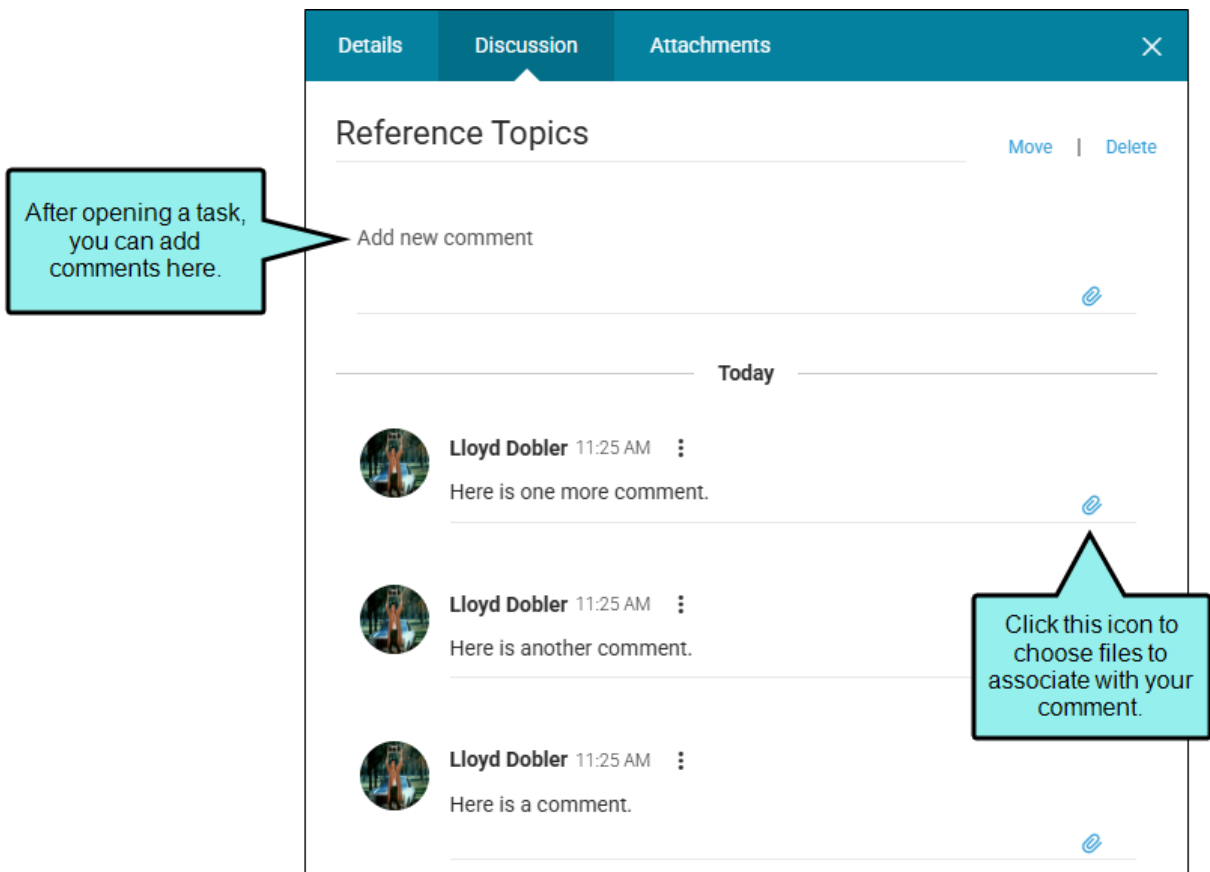 Details Discussion Attachments
Reference Topics
Move | Delete
After opening a task,
you can add
comments here.
Add new comment
Today
Lloyd Dobler 11:25 AM
Here is one more comment.
Lloyd Dobler 11:25 AM
Here is another comment.
Click this icon to
choose files to
associate with your
comment.
Lloyd Dobler 11:25 AM
Here is a comment.